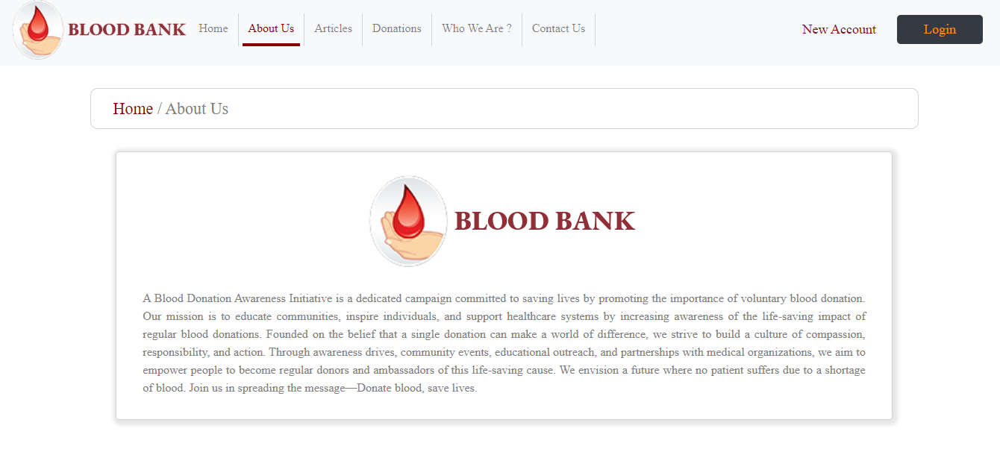 BLOOD BANK Home About Us Articles Donations Who We Are ? Contact Us New Account Login
Home / About Us
BLOOD BANK
A Blood Donation Awareness Initiative is a dedicated campaign committed to saving lives by promoting the importance of voluntary blood donation.
Our mission is to educate communities, inspire individuals, and support healthcare systems by increasing awareness of the life-saving impact of
regular blood donations. Founded on the belief that a single donation can make a world of difference, we strive to build a culture of compassion,
responsibility, and action. Through awareness drives, community events, educational outreach, and partnerships with medical organizations, we aim to
empower people to become regular donors and ambassadors of this life-saving cause. We envision a future where no patient suffers due to a shortage
of blood. Join us in spreading the message—Donate blood, save lives.